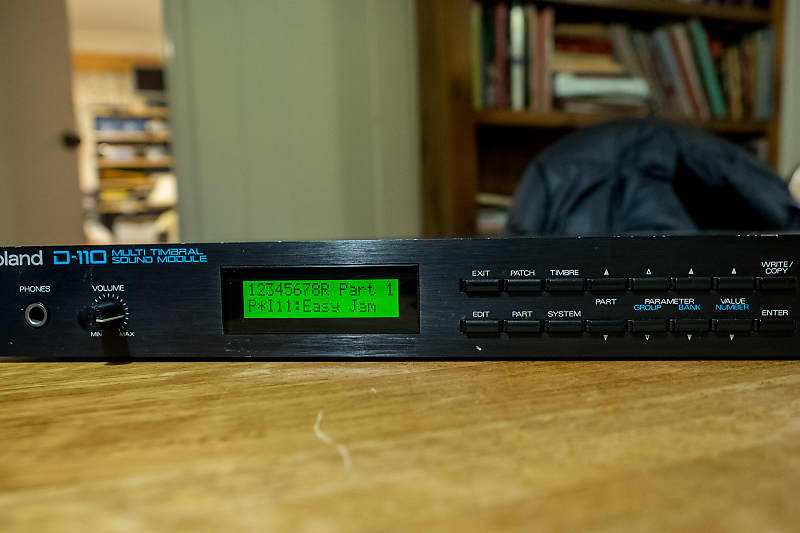 oland D-110 MULTI TIMBRAL
SOUND MODULE
PHONES
VOLUME
MIN MAX
12345678R Part 1
P*I11:Easy Jam
EXIT PATCH TIMBRE
WRITE/
COPY
PART PARAMETER VALUE
GROUP BANK NUMBER
EDIT PART SYSTEM ENTER